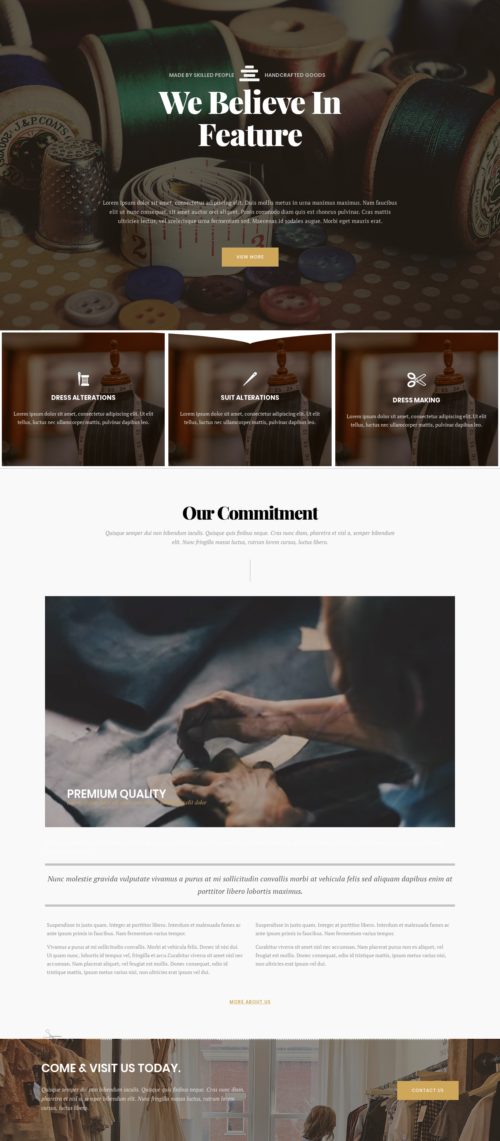 MADE BY SKILLED PEOPLE HANDCRAFTED GOODS
We Believe In
Feature
J.&P.COATS
Lorem ipsum dolor sit amet, consectetur adipiscing elit. Duis mollis metus in urna maximus maximus. Nam faucibus
elit ut nunc consequat, sit amet auctor orci aliquet. Proin commodo diam quis est rhoncus pulvinar. Cras mattis
ultricies lectus, vel scelerisque urna fermentum sed. Maecenas id sodales augue. Morbi eget mauris erat.
VIEW MORE
DRESS ALTERATIONS
Lorem ipsum dolor sit amet, consectetur adipiscing elit. Ut elit
tellus, luctus nec ullamcorper mattis, pulvinar dapibus leo.
SUIT ALTERATIONS
Lorem ipsum dolor sit amet, consectetur adipiscing elit. Ut elit
tellus, luctus nec ullamcorper mattis, pulvinar dapibus leo.
DRESS MAKING
Lorem ipsum dolor sit amet, consectetur adipiscing elit. Ut elit
tellus, luctus nec ullamcorper mattis, pulvinar dapibus leo.
Our Commitment
Quisque semper dui non bibendum iaculis. Quisque quis finibus neque. Cras nunc diam, pharetra et nisl a, semper bibendum
elit. Nunc fringilla massa luctus, rutrum lorem cursus, luctus libero.
PREMIUM QUALITY
elit dolor
Nunc molestie gravida vulputate vivamus a purus at mi sollicitudin convallis morbi at vehicula felis sed aliquam dapibus enim at
porttitor libero lobortis maximus.
Suspendisse in justo quam. Integer at porttitor libero. Interdum et malesuada fames ac
ante ipsum primis in faucibus. Nam fermentum varius tempor.
Vivamus a purus at mi sollicitudin convallis. Morbi at vehicula felis. Donec id nisi dui.
Ut quam nunc, lobortis id tempus vel, fringilla et arcu.Curabitur viverra sit amet nisl nec
accumsan. Nam placerat aliquet, vel feugiat est mollis. Donec consequat, odio id
tristique mattis, ipsum metus varius nisi, non ultricies erat ipsum vel dui.
Suspendisse in justo quam. Integer at porttitor libero. Interdum et malesuada fames ac
ante ipsum primis in faucibus. Nam fermentum varius tempor.
Curabitur viverra sit amet nisl nec accumsan. Nam placerat purus non ex aliquet, vel
feugiat est mollis. Donec consequat, odio id tristique mattis, ipsum metus varius nisi,
non ultricies erat ipsum vel dui.
MORE ABOUT US
COME & VISIT US TODAY.
Quisque semper dui non bibendum iaculis. Quisque quis finibus neque. Cras nunc diam,
pharetra et nisl a, semper bibendum elit. Nunc fringilla massa luctus, rutrum lorem
cursus, luctus libero.
CONTACT US